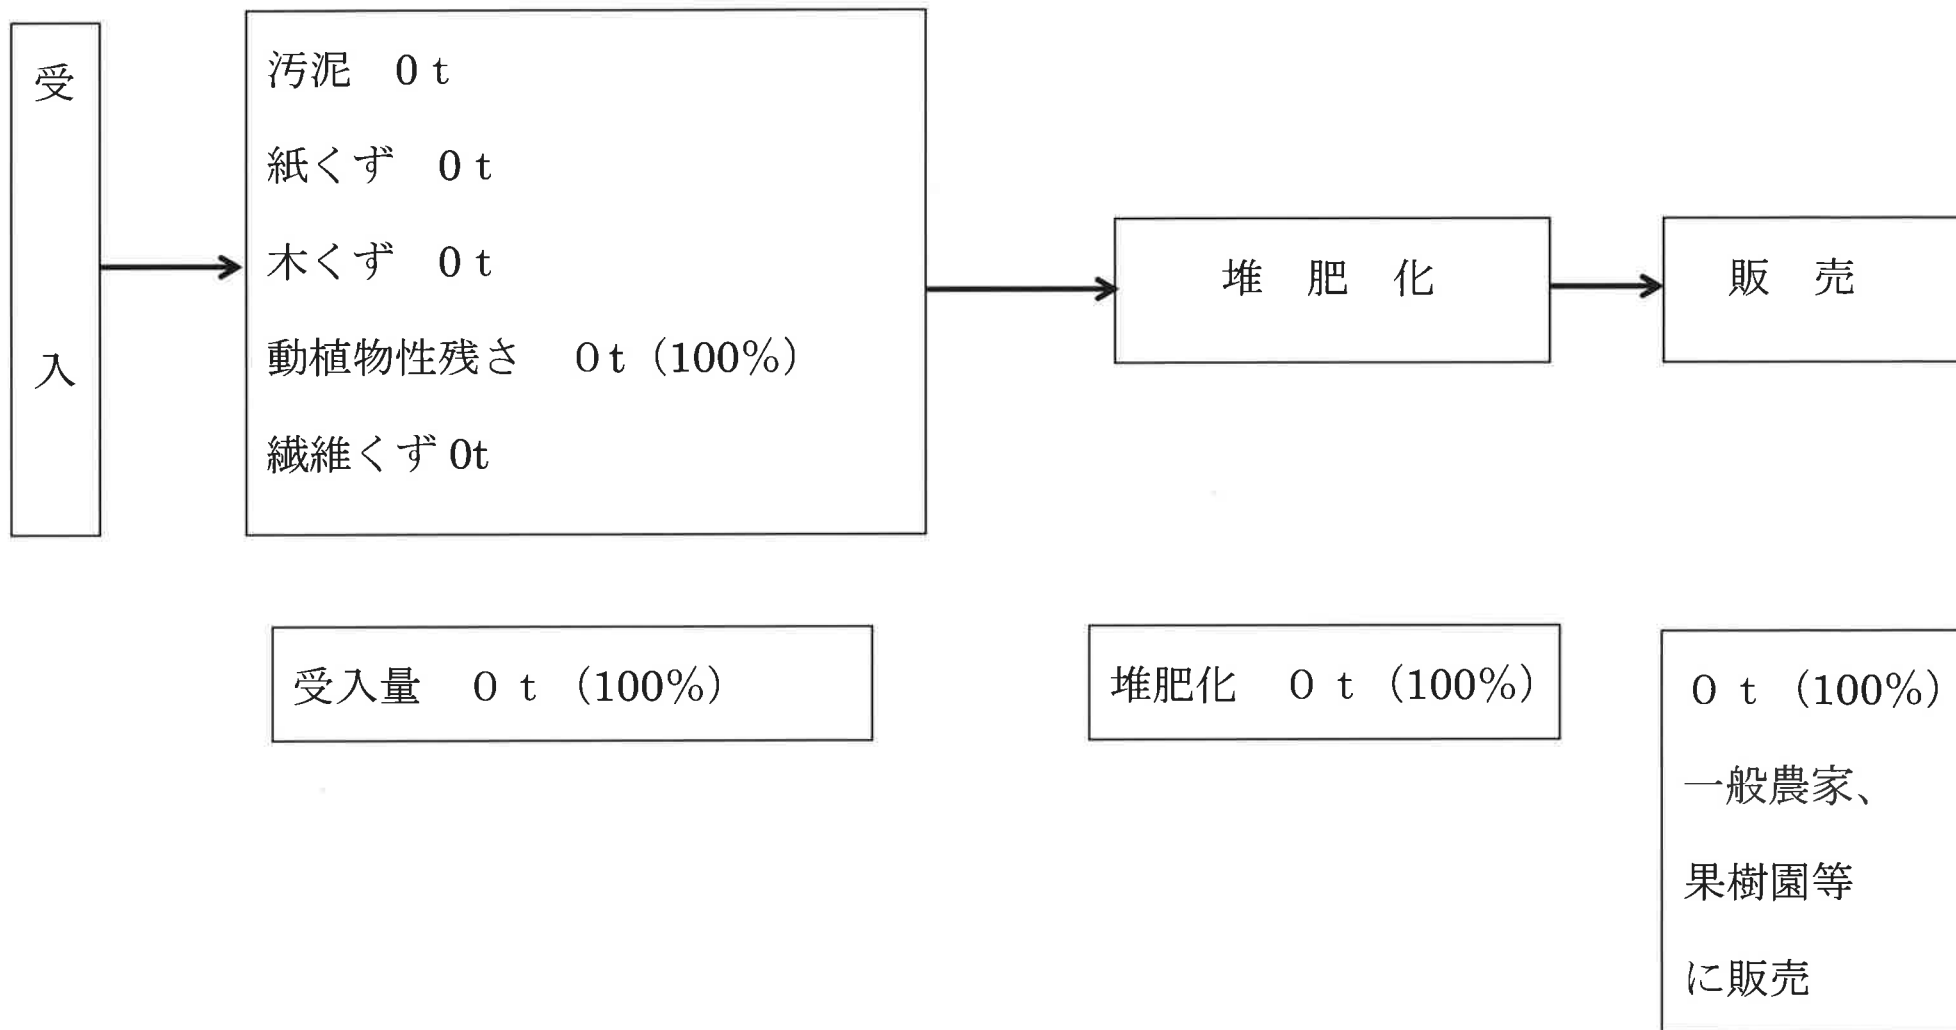 受
入
汚泥　0 t
紙くず　0 t
木くず　0 t
動植物性残さ　0 t（100%）
繊維くず 0t
堆　肥　化
販　売
受入量　0 t（100%）
堆肥化　0 t（100%）
0 t（100%）
一般農家、
果樹園等
に販売